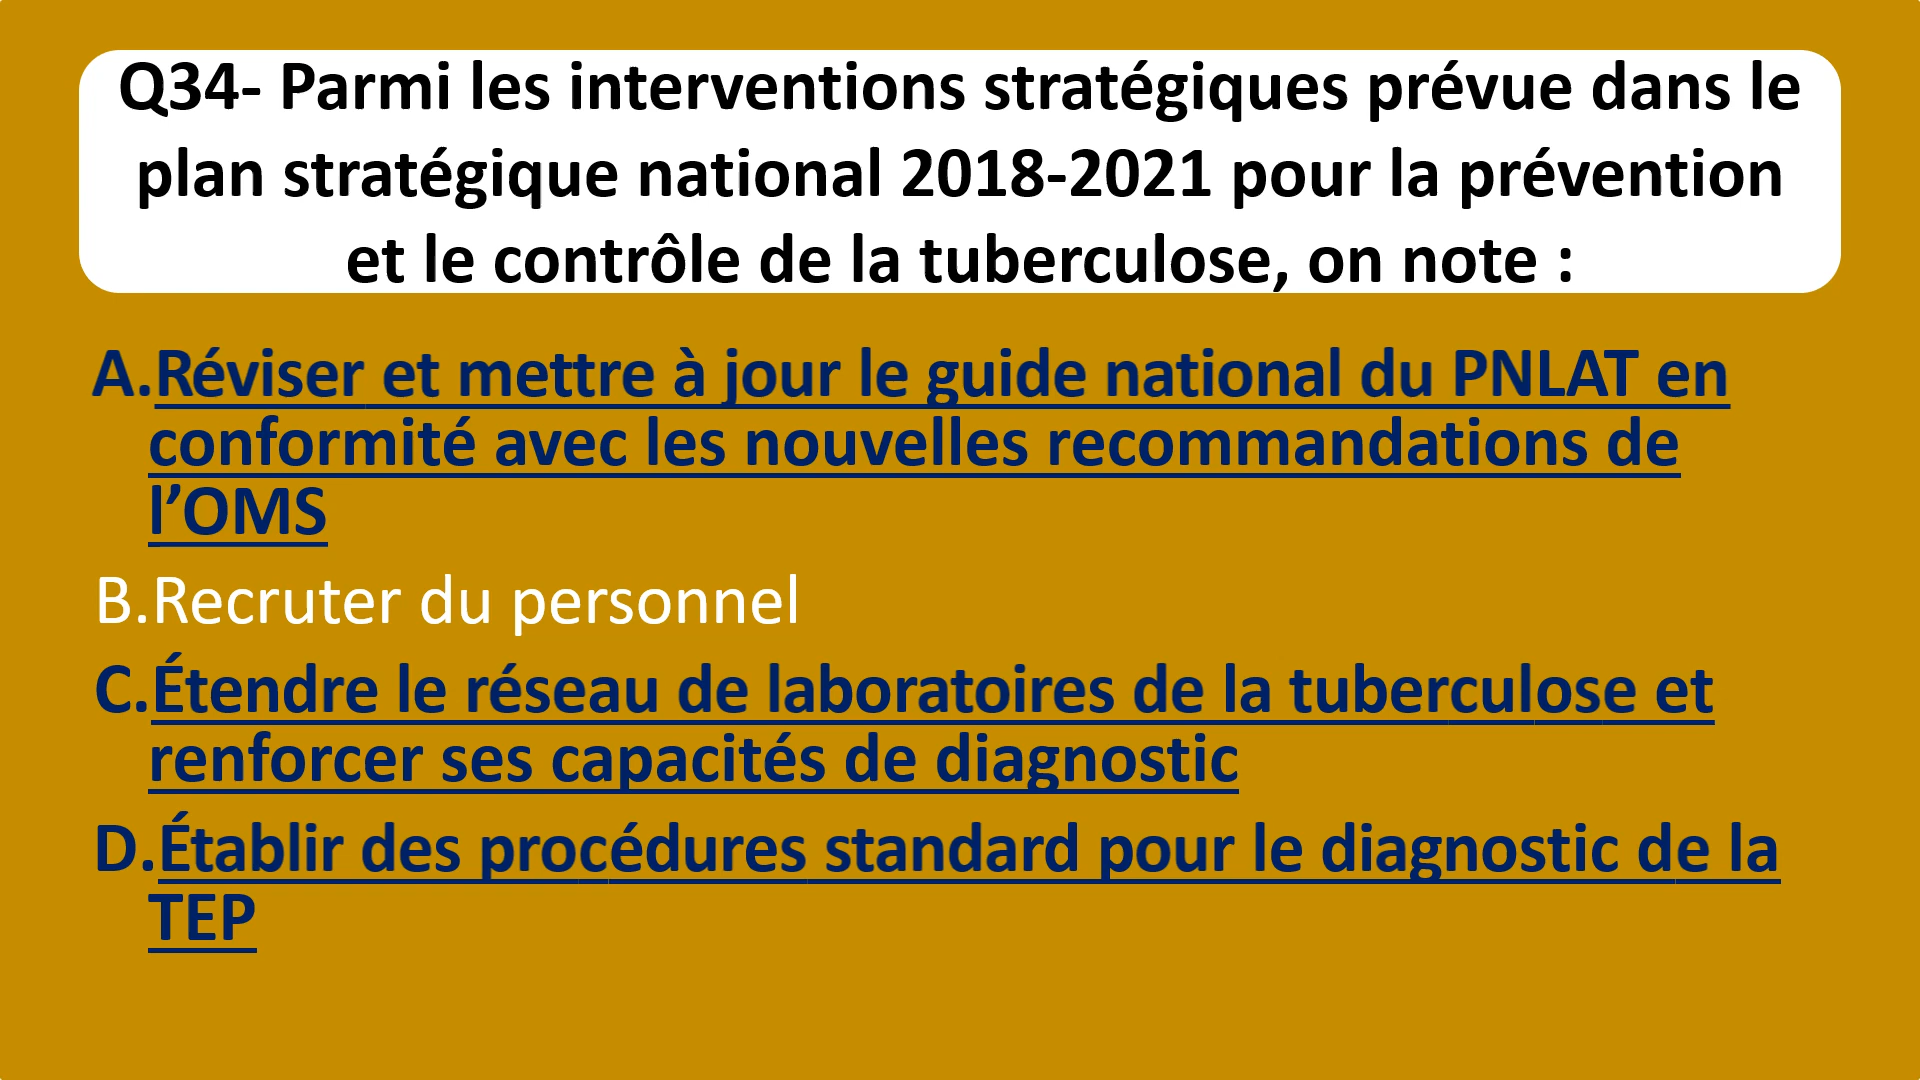 Q34- Parmi les interventions stratégiques prévue dans le
plan stratégique national 2018-2021 pour la prévention
et le contrôle de la tuberculose, on note :
A.Réviser et mettre à jour le guide national du PNLAT en
conformité avec les nouvelles recommandations de
l’OMS
B.Recruter du personnel
C.Étendre le réseau de laboratoires de la tuberculose et
renforcer ses capacités de diagnostic
D.Établir des procédures standard pour le diagnostic de la
TEP